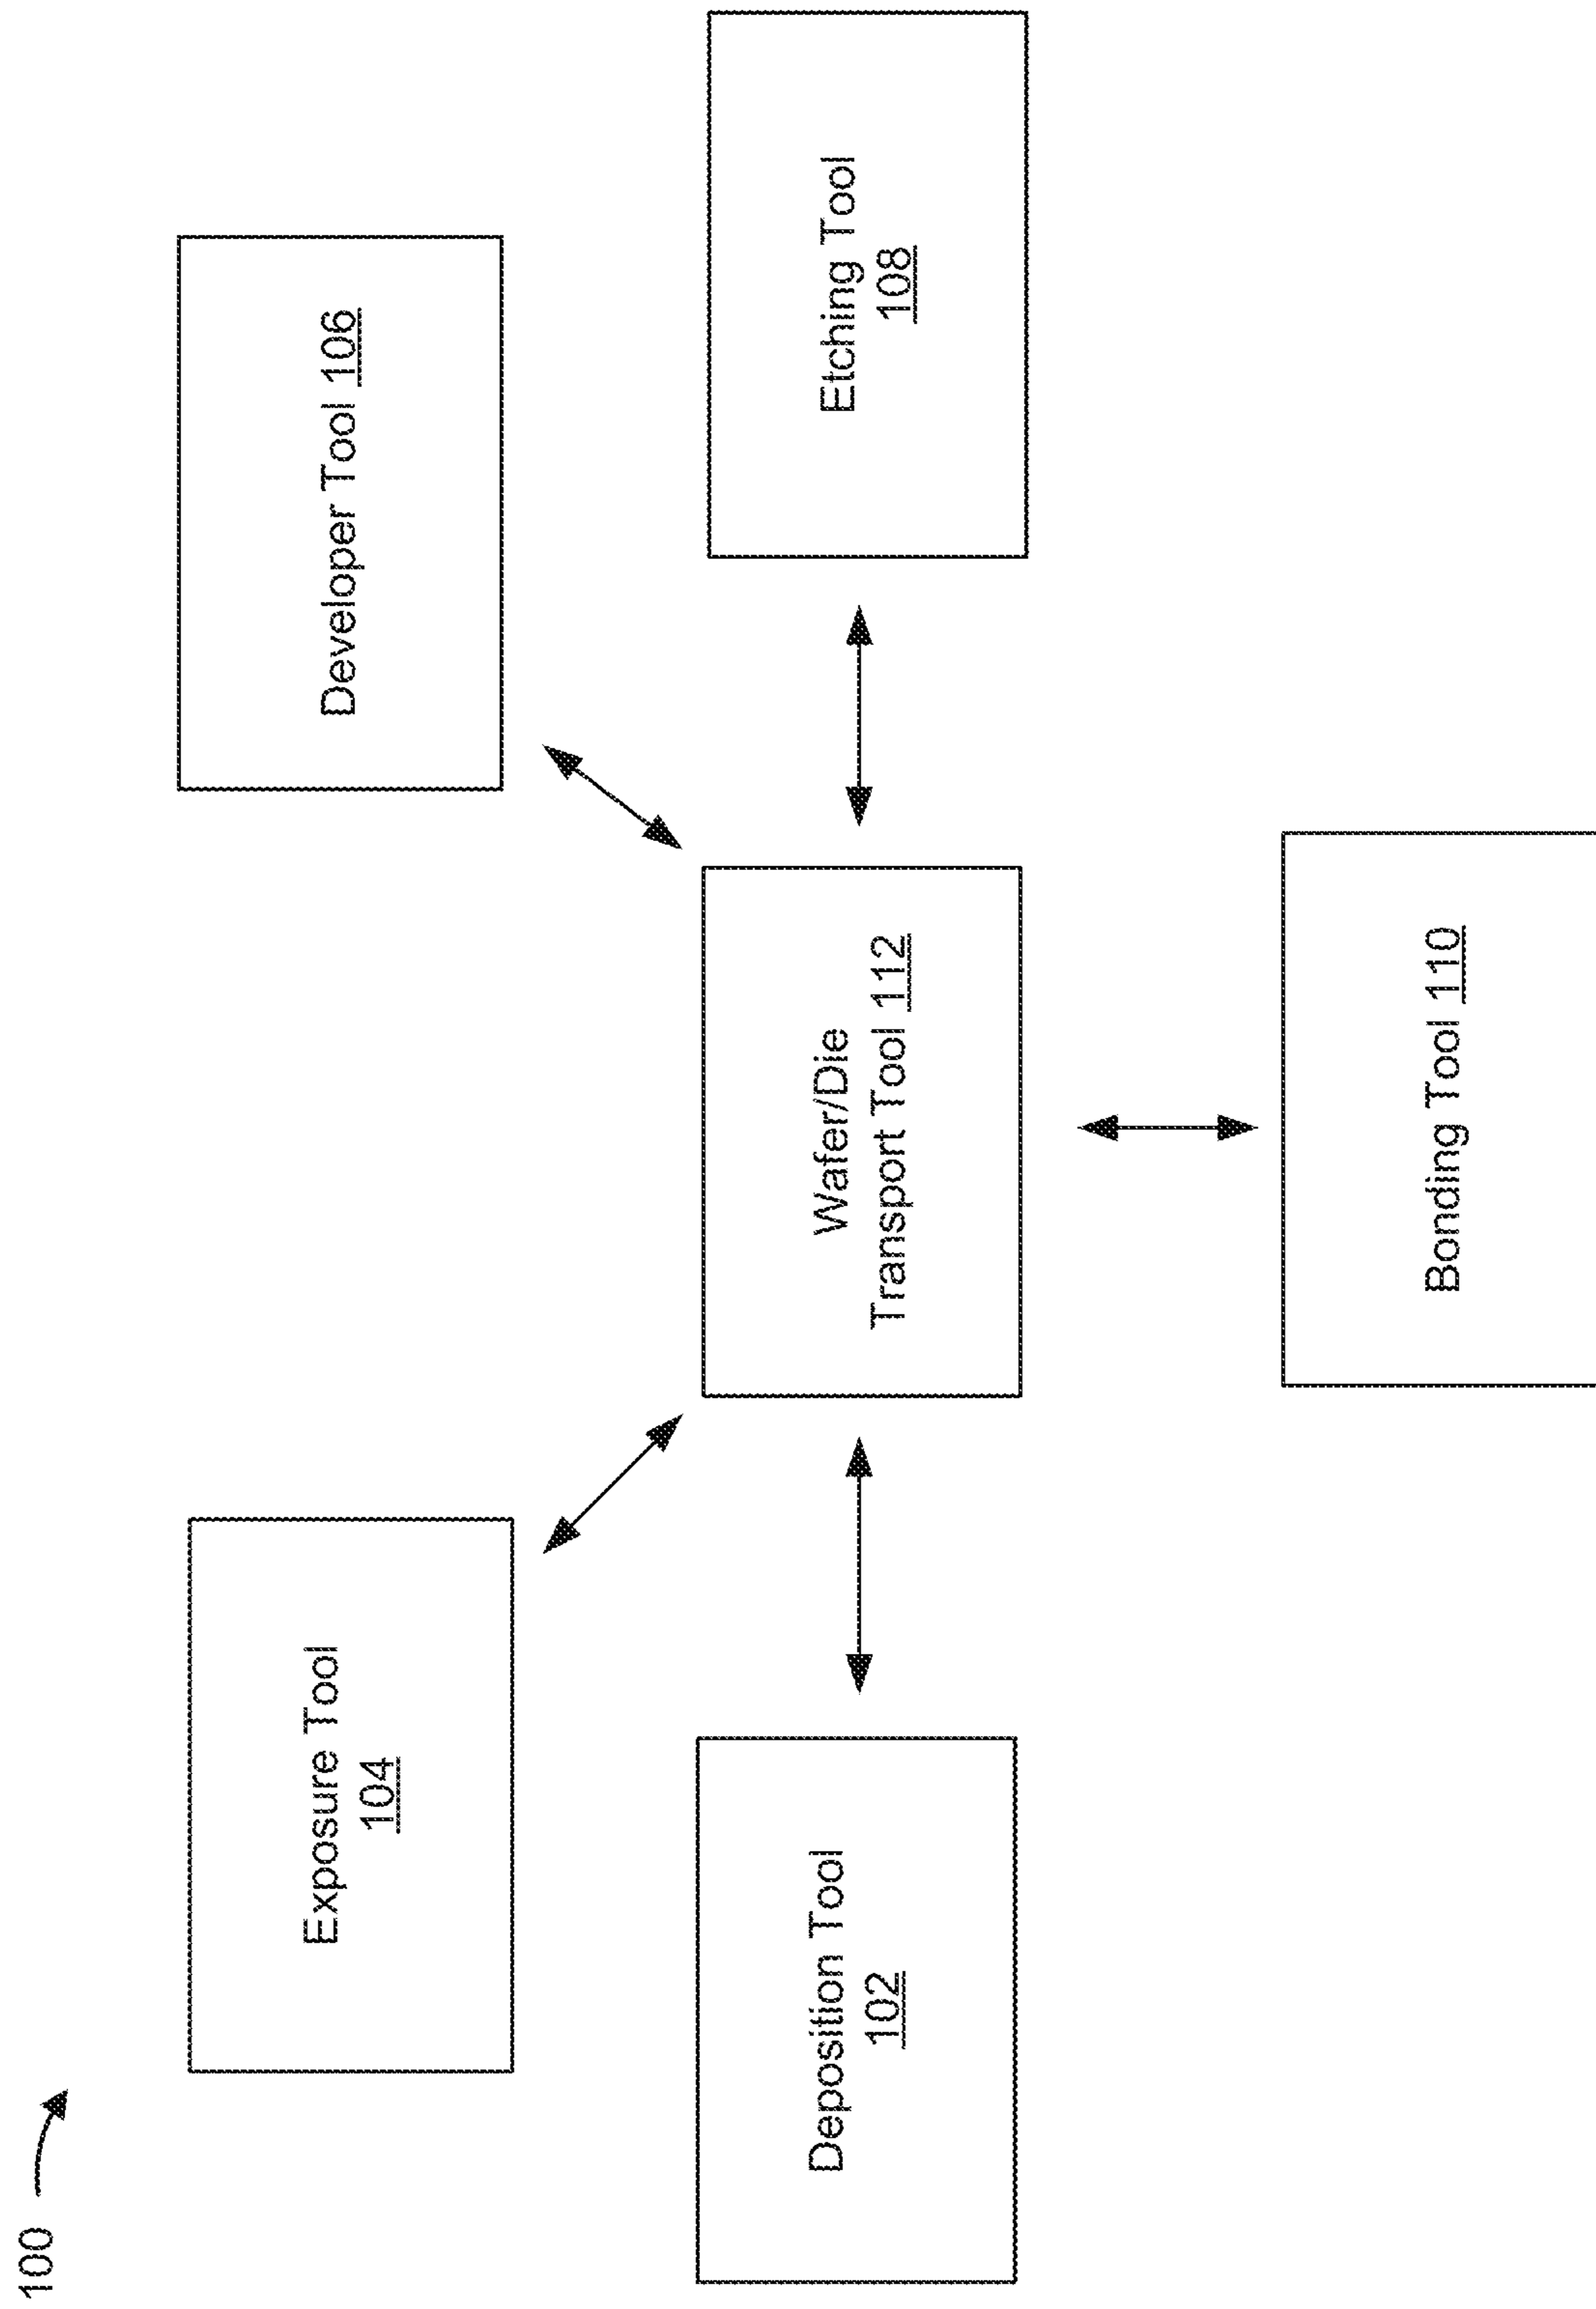 100
Exposure Tool
104
Developer Tool 106
Deposition Tool
102
Wafer/Die
Transport Tool 112
Etching Tool
108
Bonding Tool 110